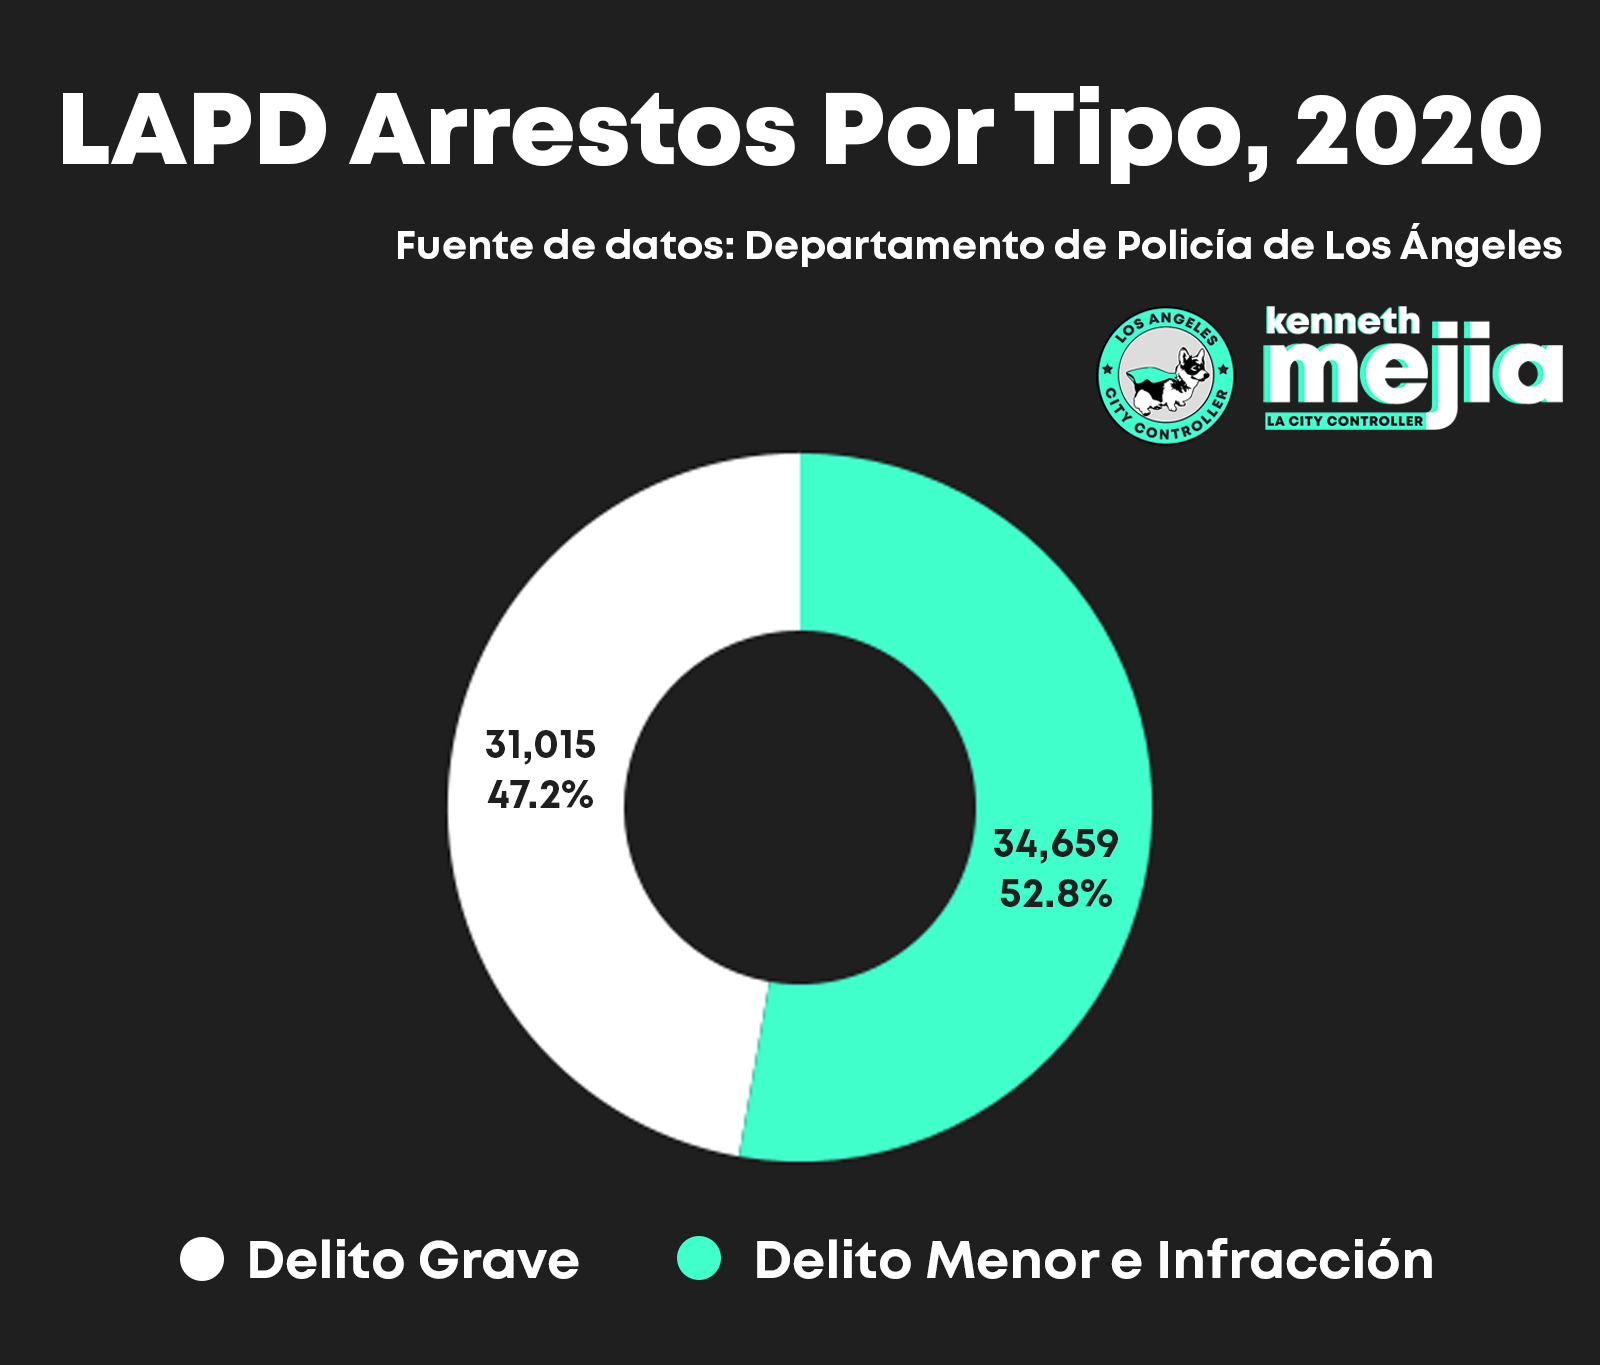 LAPD Arrestos Por Tipo, 2020
Fuente de datos: Departamento de Policía de Los Ángeles
LOS ANGELES
CITY CONTROLLER
kenneth
mejia
LA CITY CONTROLLER
31,015
47.2%
34,659
52.8%
Delito Grave
Delito Menor e Infracción